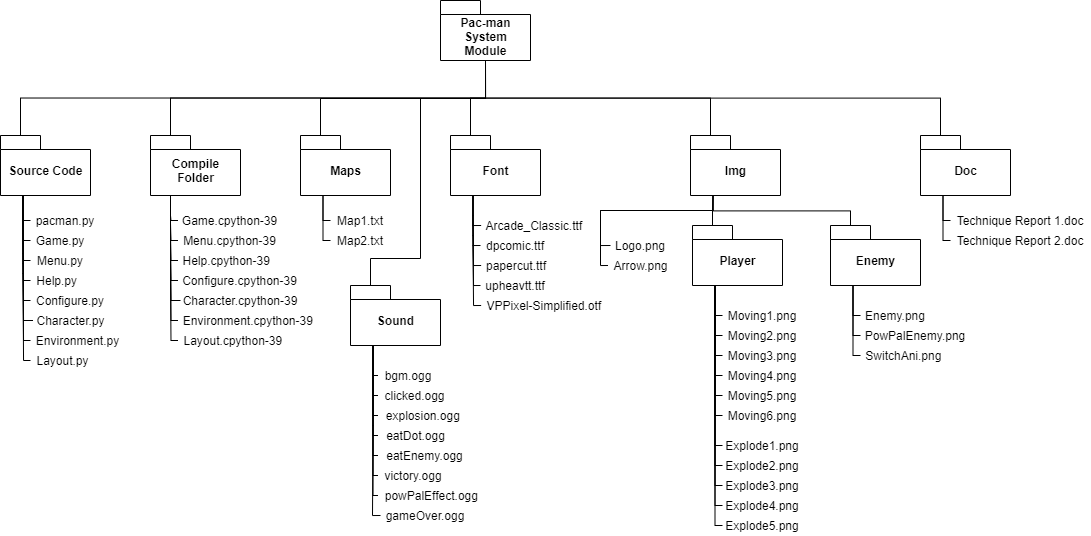 Pac-man
System
Module
Source Code
pacman.py
Game.py
Menu.py
Help.py
Configure.py
Character.py
Environment.py
Layout.py
Compile
Folder
Game.cpython-39
Menu.cpython-39
Help.cpython-39
Configure.cpython-39
Character.cpython-39
Environment.cpython-39
Layout.cpython-39
Maps
Map1.txt
Map2.txt
Sound
bgm.ogg
clicked.ogg
explosion.ogg
eatDot.ogg
eatEnemy.ogg
victory.ogg
powPalEffect.ogg
gameOver.ogg
Font
Arcade_Classic.ttf
dpcomic.ttf
papercut.ttf
upheavtt.ttf
VPPixel-Simplified.otf
Img
Logo.png
Arrow.png
Player
Moving1.png
Moving2.png
Moving3.png
Moving4.png
Moving5.png
Moving6.png
Explode1.png
Explode2.png
Explode3.png
Explode4.png
Explode5.png
Enemy
Enemy.png
PowPalEnemy.png
SwitchAni.png
Doc
Technique Report 1.doc
Technique Report 2.doc